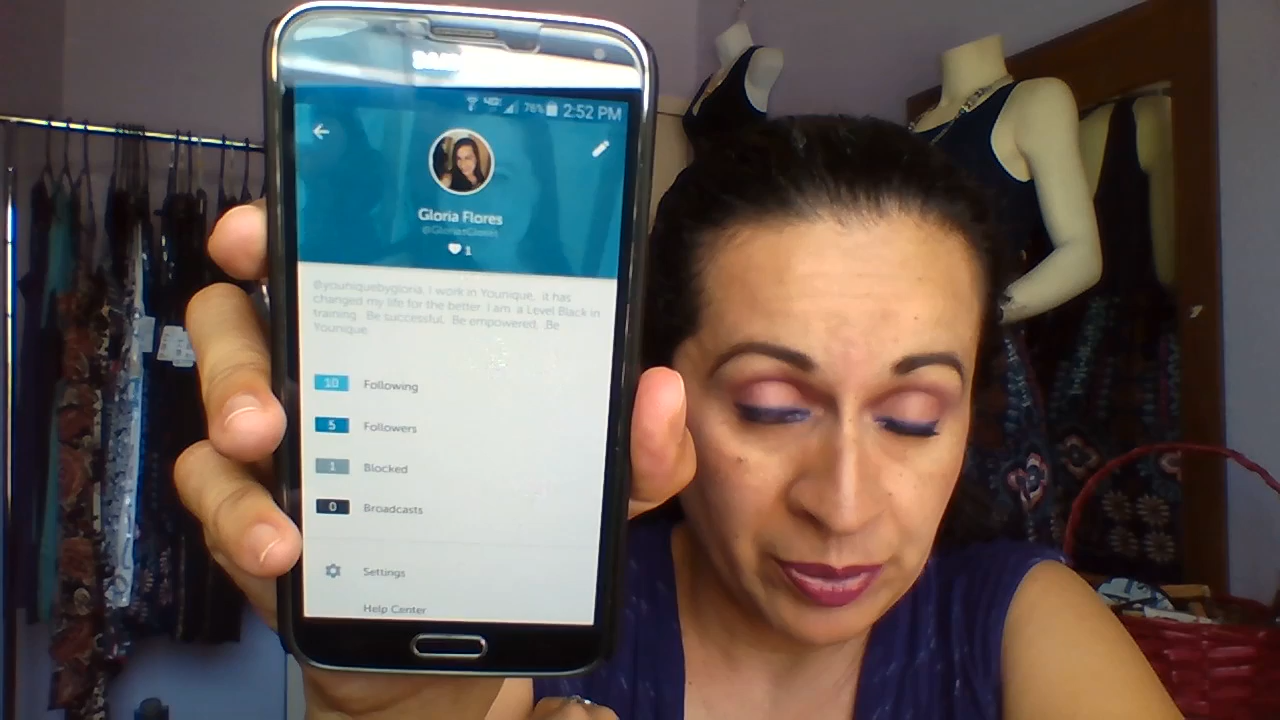 76% 2:52 PM
Gloria Flores
1
@youniquebygloria, I work in Younique, it has
changed my life for the better. I am a Level Black in
training. Be successful. Be empowered. Be
Younique.
10 Following
5 Followers
1 Blocked
0 Broadcasts
Settings
Help Center